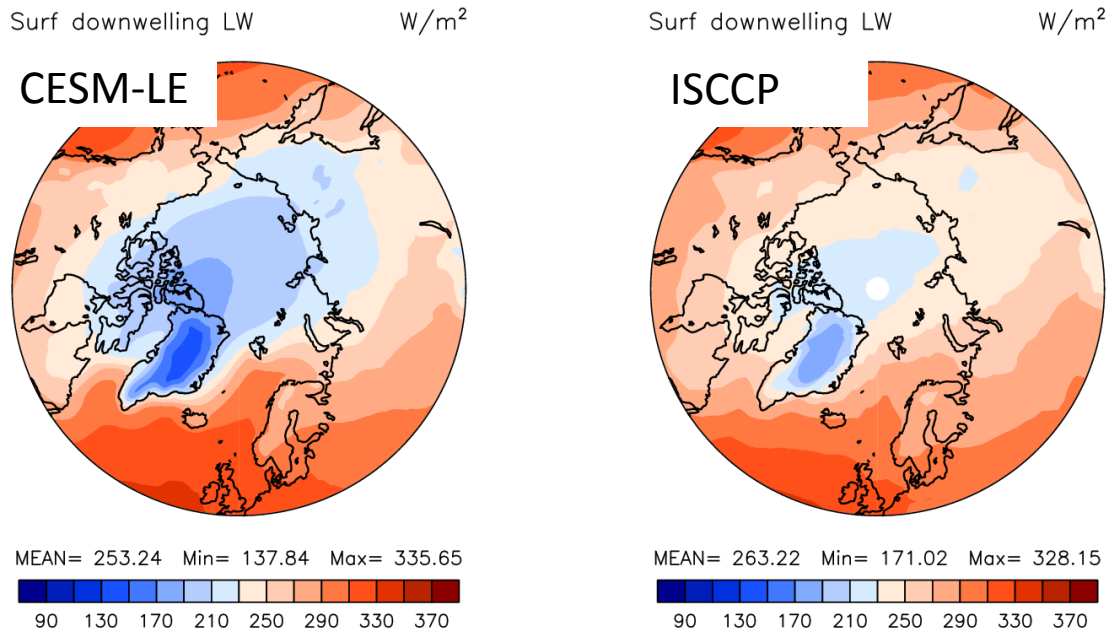 Surf downwelling LW W/m²
CESM-LE
MEAN= 253.24 Min= 137.84 Max= 335.65
90 130 170 210 250 290 330 370
Surf downwelling LW W/m²
ISCCP
MEAN= 263.22 Min= 171.02 Max= 328.15
90 130 170 210 250 290 330 370